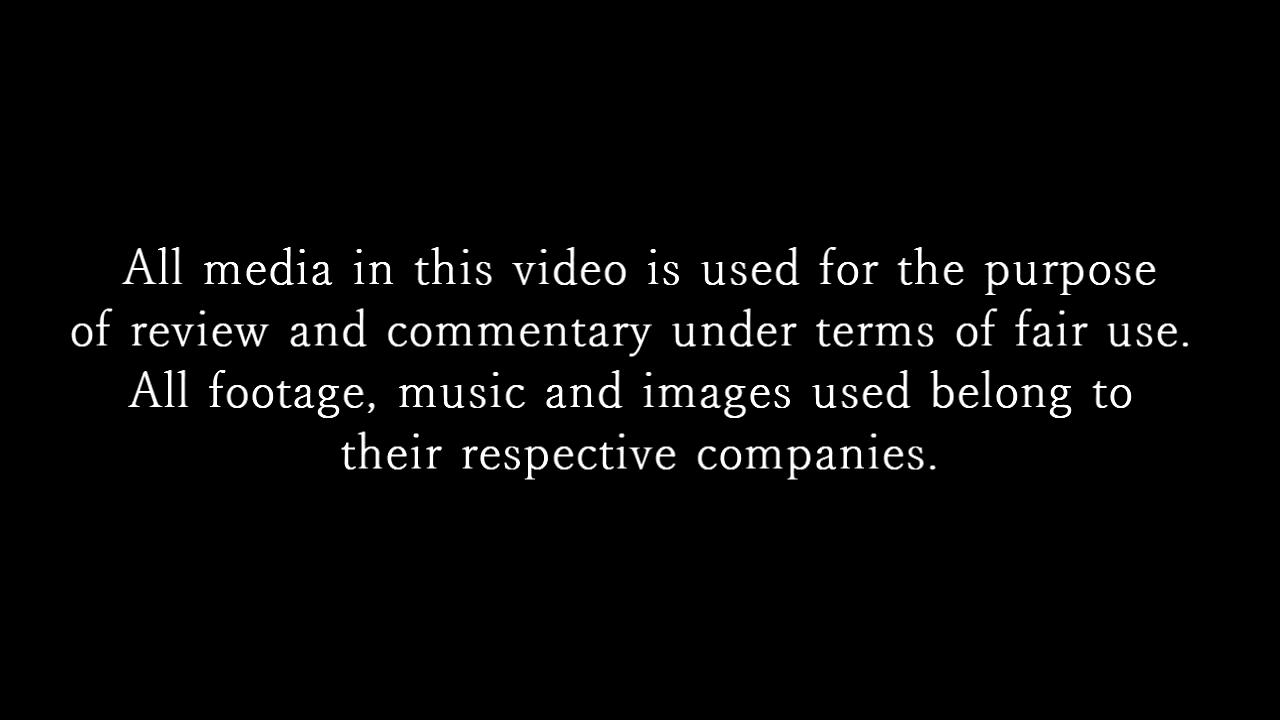 All media in this video is used for the purpose
of review and commentary under terms of fair use.
All footage, music and images used belong to
their respective companies.